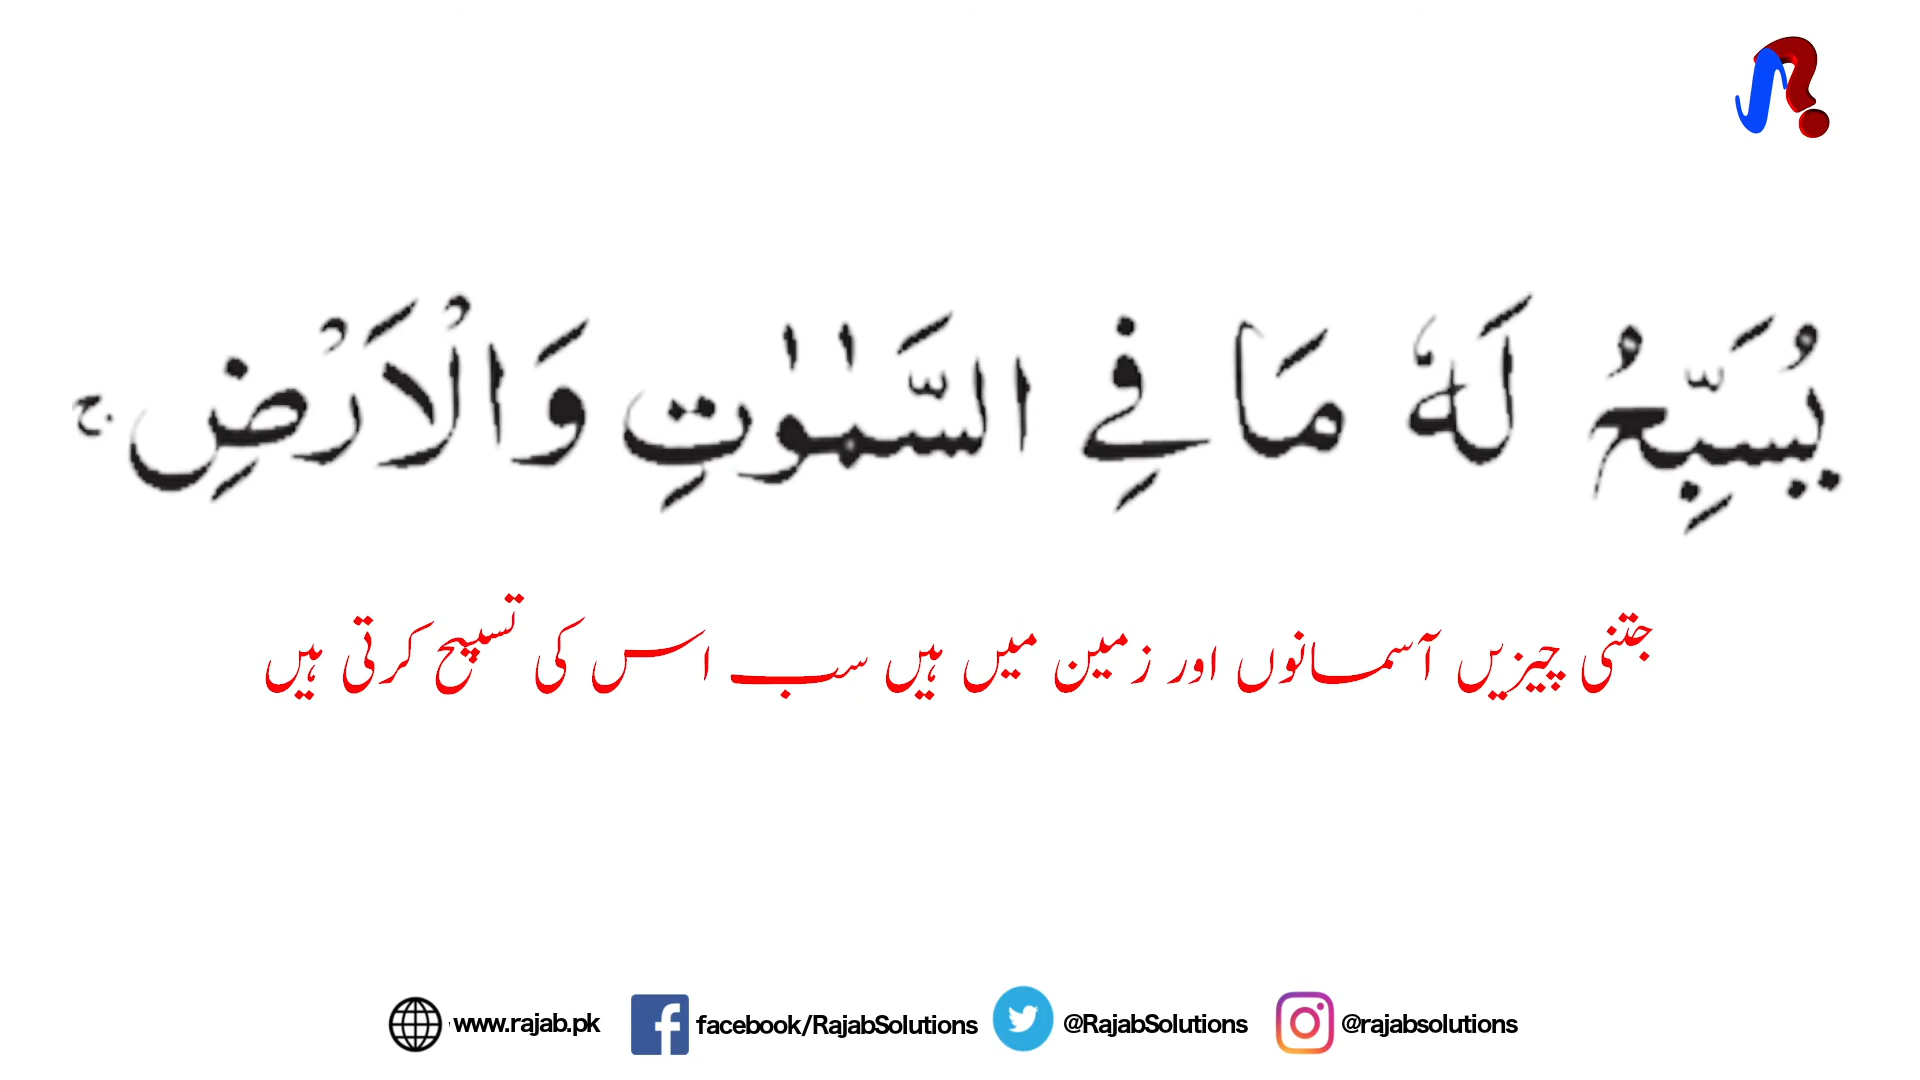 يُسَبِّحُ لَهٗ مَا فِي السَّمٰوٰتِ وَالْاَرْضِ ۚ
جتنی چیزیں آسمانوں اور زمین میں ہیں سب اس کی تسبیح کرتی ہیں
www.rajab.pk facebook/RajabSolutions @RajabSolutions @rajabsolutions